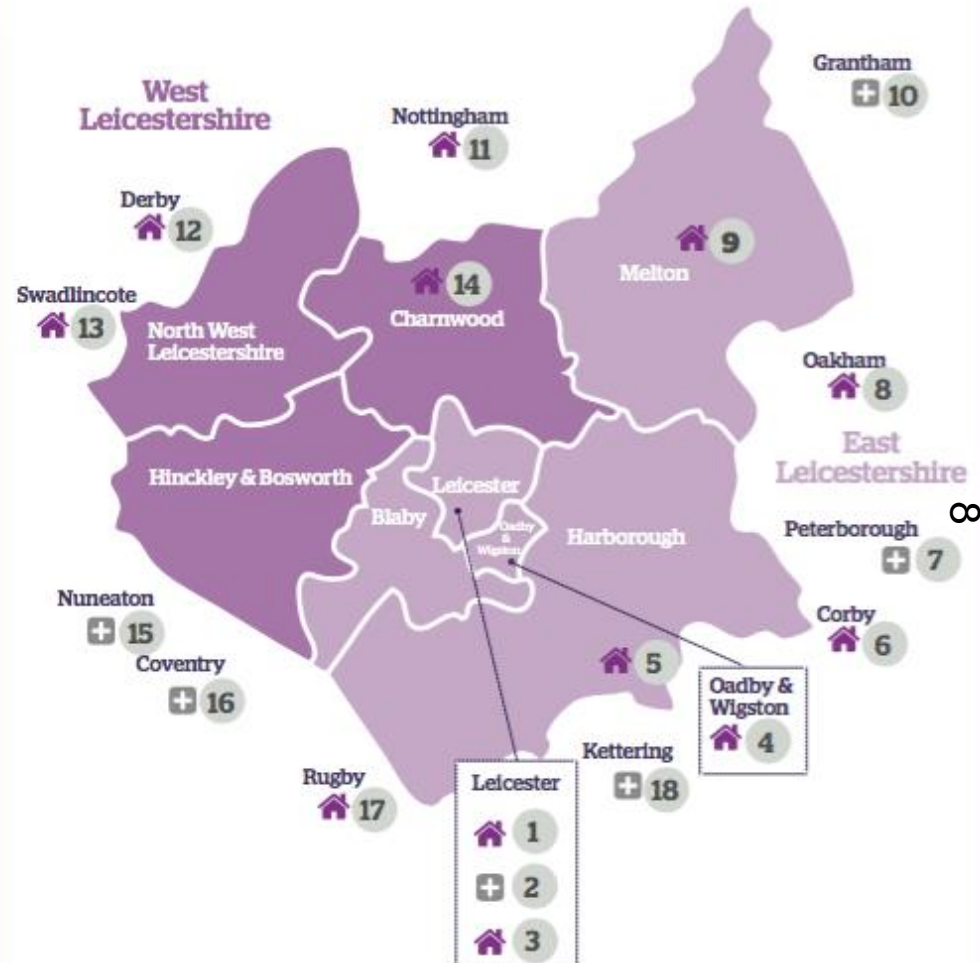 West
Leicestershire
Grantham
10
Nottingham
11
Derby
12
9
Melton
Swadlincote
13
14
Charnwood
North West
Leicestershire
Oakham
8
East
Leicestershire
Hinckley & Bosworth
Leicester
Blaby
Oadby
&
Wigston
Harborough
8
Peterborough
7
Nuneaton
15
Corby
6
Coventry
16
5
Oadby &
Wigston
4
Kettering
18
Rugby
17
Leicester
1
2
3